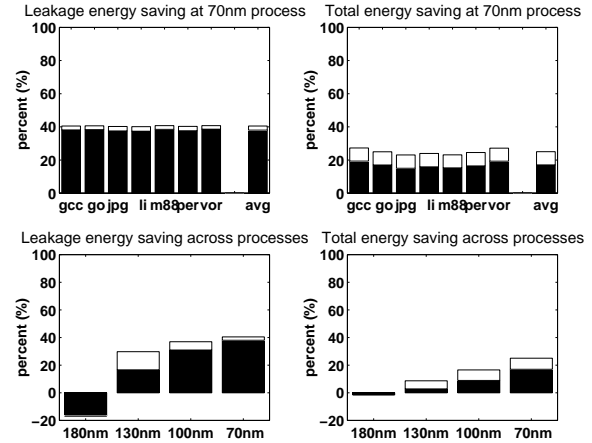 Leakage energy saving at 70nm process
100
80
60
40
20
0
percent (%)
gcc go jpg li m88 per vor avg
Total energy saving at 70nm process
100
80
60
40
20
0
percent (%)
gcc go jpg li m88 per vor avg
Leakage energy saving across processes
100
80
60
40
20
0
−20
percent (%)
180nm 130nm 100nm 70nm
Total energy saving across processes
100
80
60
40
20
0
−20
percent (%)
180nm 130nm 100nm 70nm